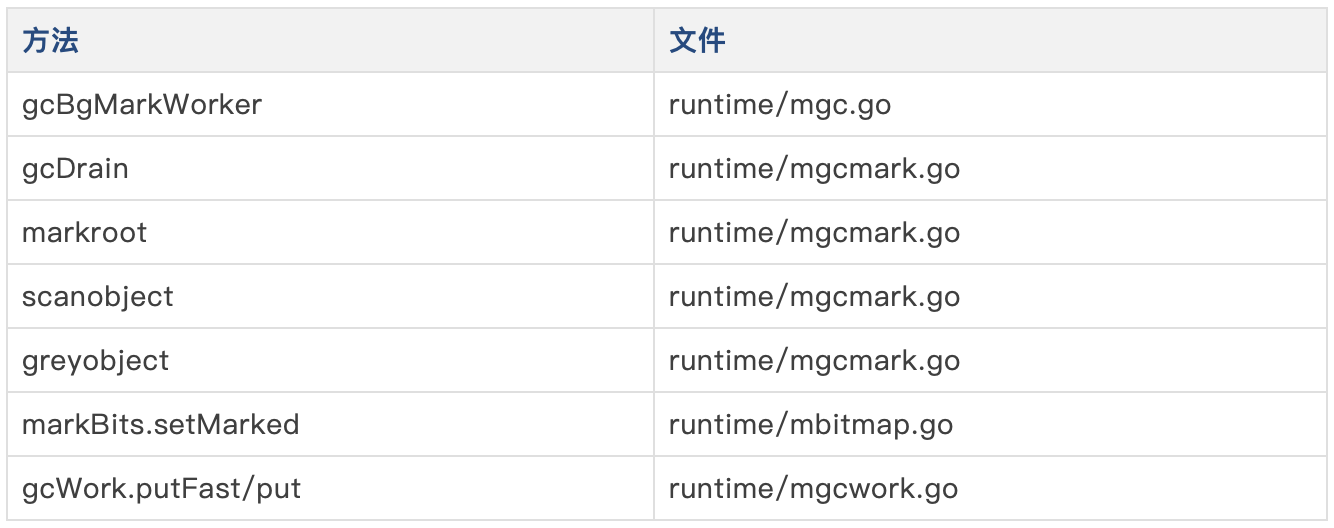 方法 文件
gcBgMarkWorker runtime/mgc.go
gcDrain runtime/mgcmark.go
markroot runtime/mgcmark.go
scanobject runtime/mgcmark.go
greyobject runtime/mgcmark.go
markBits.setMarked runtime/mbitmap.go
gcWork.putFast/put runtime/mgcwork.go